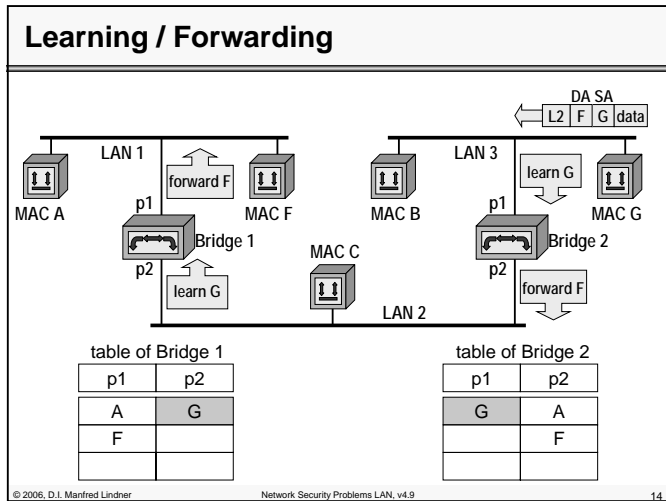 Learning / Forwarding
DA SA
L2 F G data
LAN 1
LAN 3
forward F
learn G
MAC A
p1
MAC F
MAC B
p1
MAC G
Bridge 1
Bridge 2
p2
MAC C
p2
learn G
forward F
LAN 2
table of Bridge 1
table of Bridge 2
p1 p2
p1 p2
A G
G A
F
F
© 2006, D.I. Manfred Lindner
Network Security Problems LAN, v4.9
14